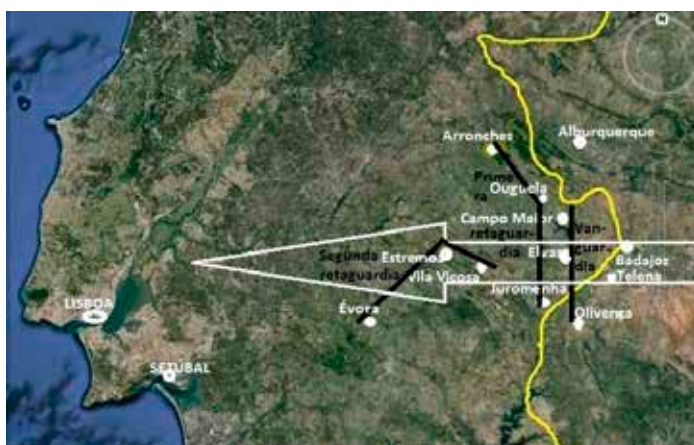 N
Arronches
Alburquerque
Prime-
ra
Ouguela
Campo Maior
retaguar-
dia
Van-
guar-
dia
Segunda
retaguardia
Estremoz
Elvas
Badajoz
Vila Viçosa
Telena
Juromenha
LISBOA
Évora
Olivença
SETUBAL